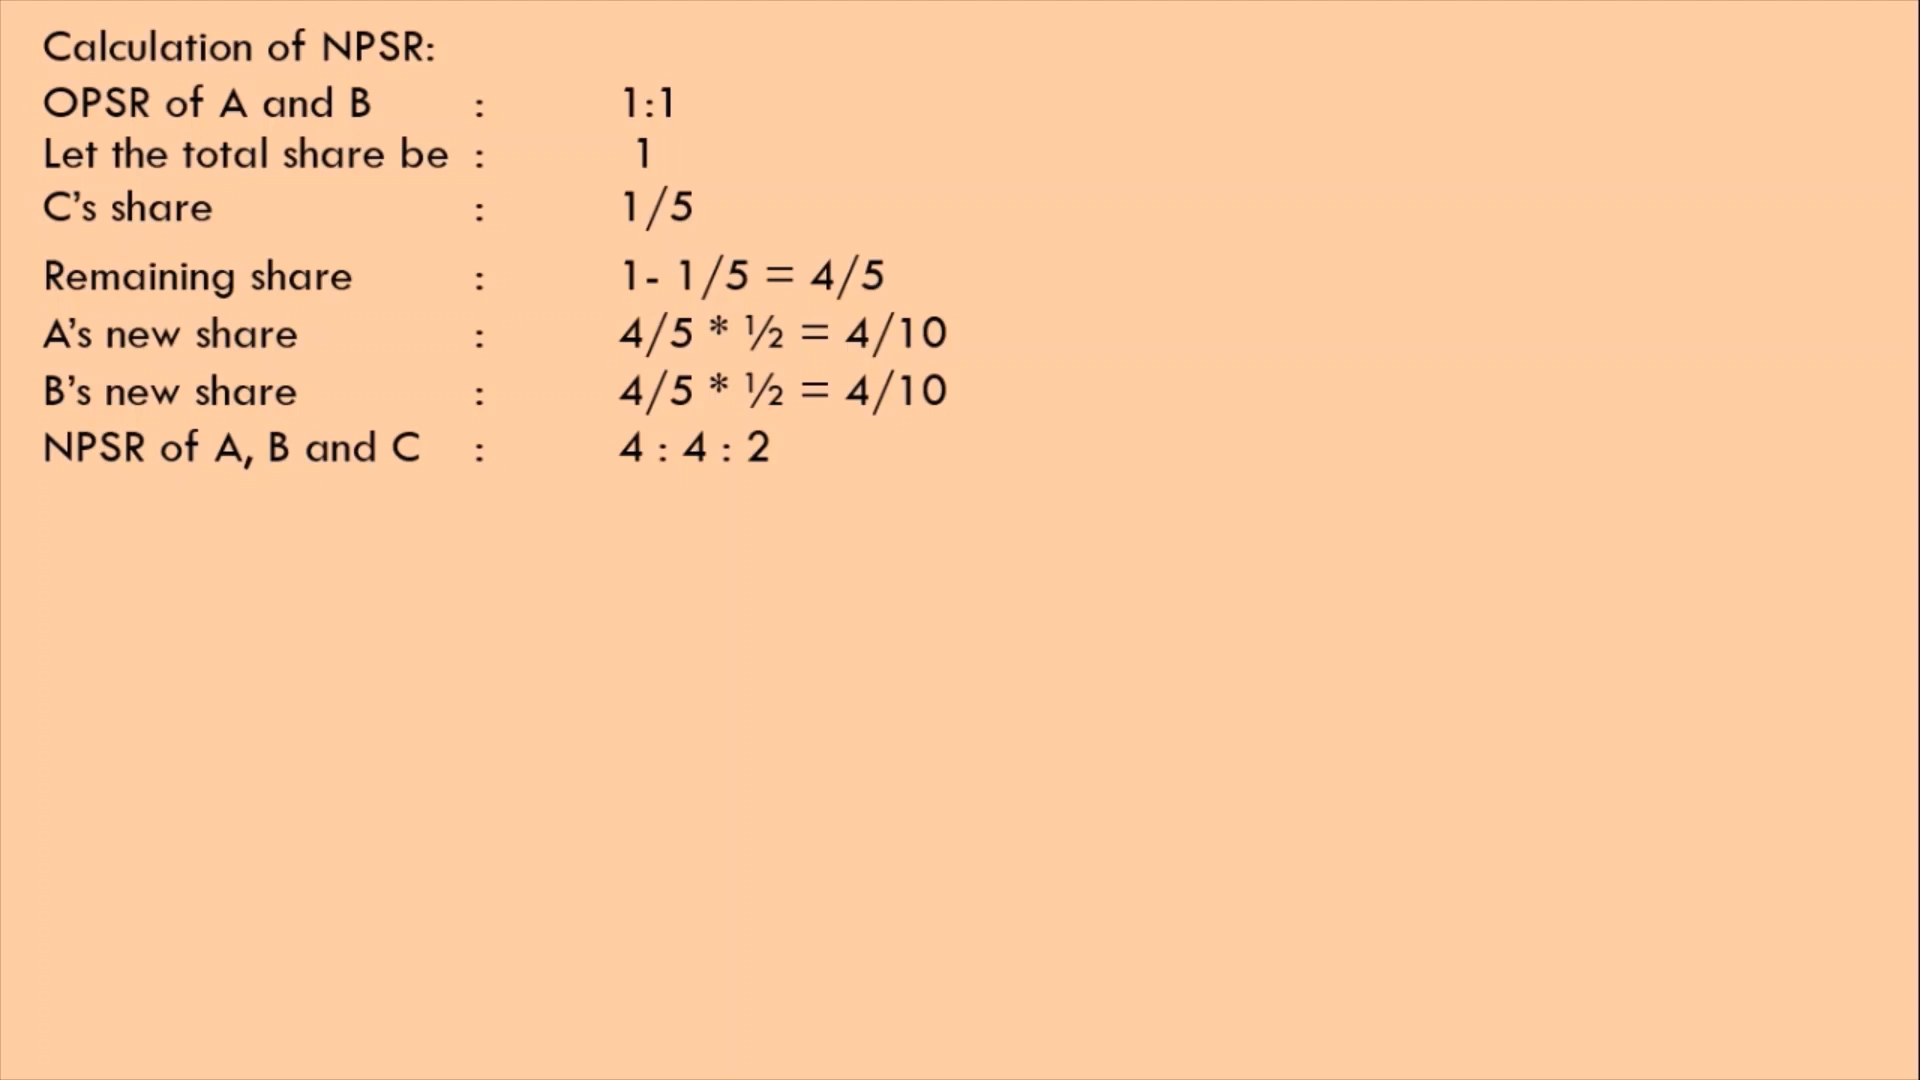 Calculation of NPSR:
OPSR of A and B : 1:1
Let the total share be : 1
C’s share : 1/5
Remaining share : 1- 1/5 = 4/5
A’s new share : 4/5 * ½ = 4/10
B’s new share : 4/5 * ½ = 4/10
NPSR of A, B and C : 4 : 4 : 2